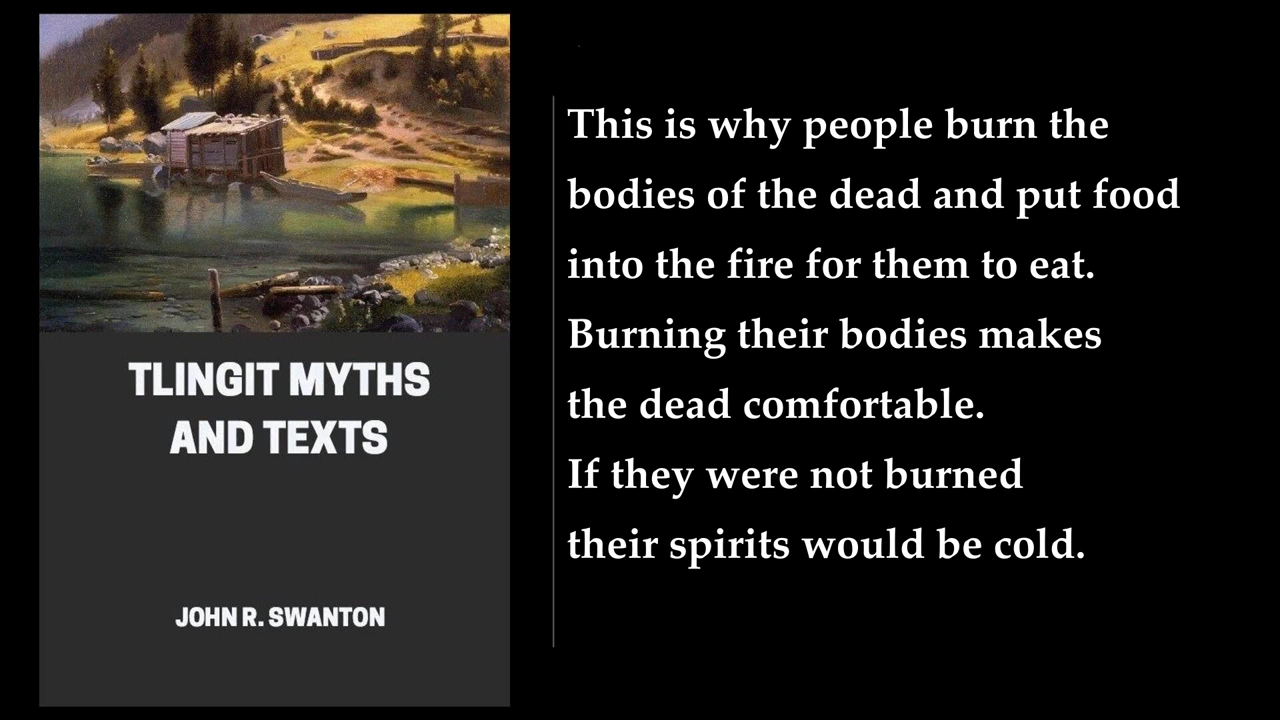 TLINGIT MYTHS
AND TEXTS
JOHN R. SWANTON
This is why people burn the
bodies of the dead and put food
into the fire for them to eat.
Burning their bodies makes
the dead comfortable.
If they were not burned
their spirits would be cold.